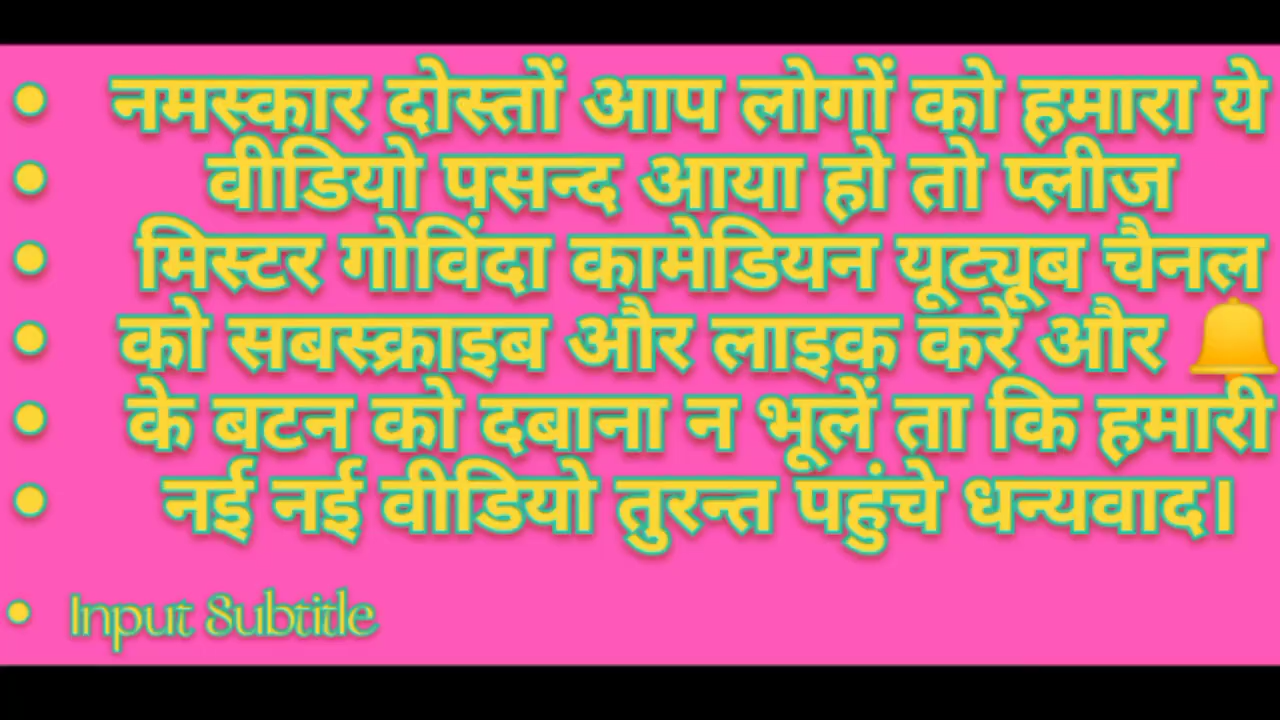 • नमस्कार दोस्तों आप लोगों को हमारा ये
• वीडियो पसन्द आया हो तो प्लीज
• मिस्टर गोविंदा कामेडियन यूट्यूब चैनल
• को सबस्क्राइब और लाइक करें और 🔔
• के बटन को दबाना न भूलें ता कि हमारी
• नई नई वीडियो तुरन्त पहुंचे धन्यवाद।
• Input Subtitle